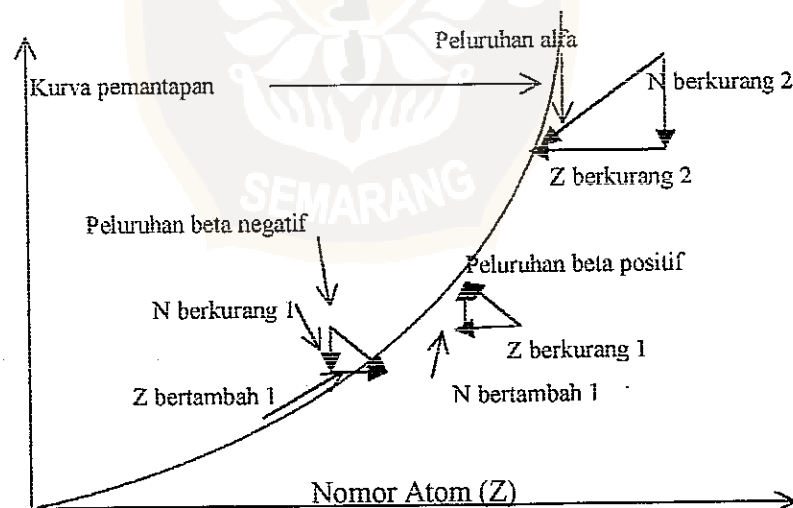 Peluruhan alfa
Kurva pemantapan
N berkurang 2
Z berkurang 2
SEMARANG
Peluruhan beta negatif
Peluruhan beta positif
N berkurang 1
Z berkurang 1
Z bertambah 1
N bertambah 1
Nomor Atom (Z)